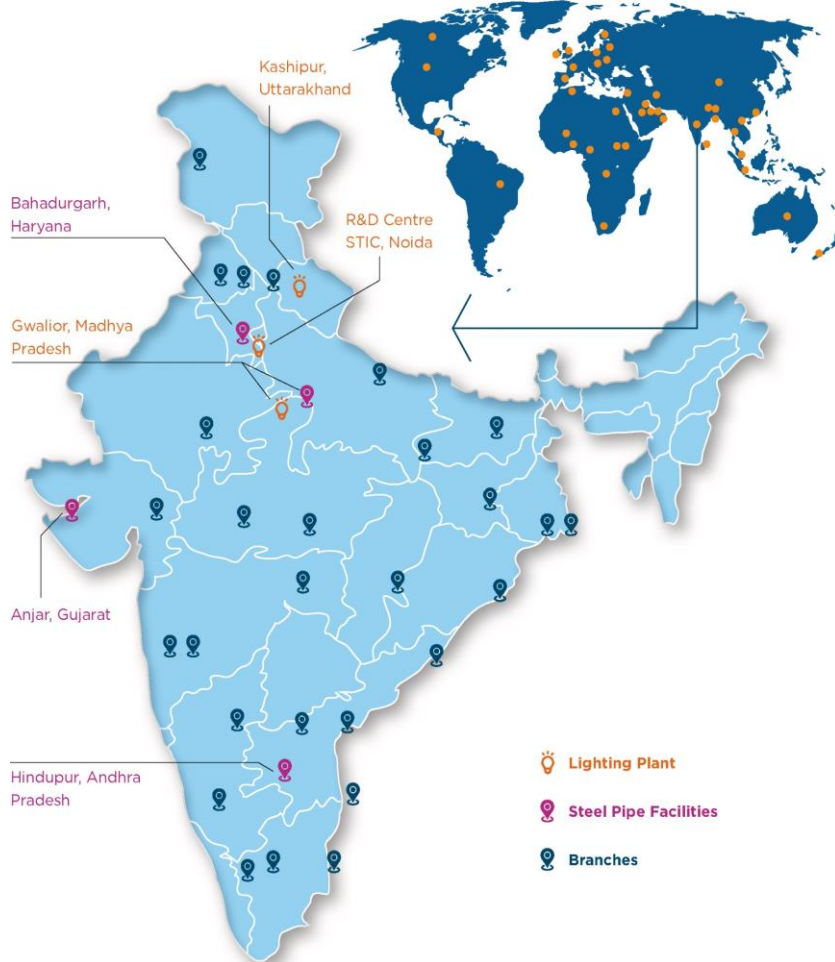 Kashipur,
Uttarakhand
Bahadurgarh,
Haryana
R&D Centre
STIC, Noida
Gwalior, Madhya
Pradesh
Anjar, Gujarat
Hindupur, Andhra
Pradesh
Lighting Plant
Steel Pipe Facilities
Branches